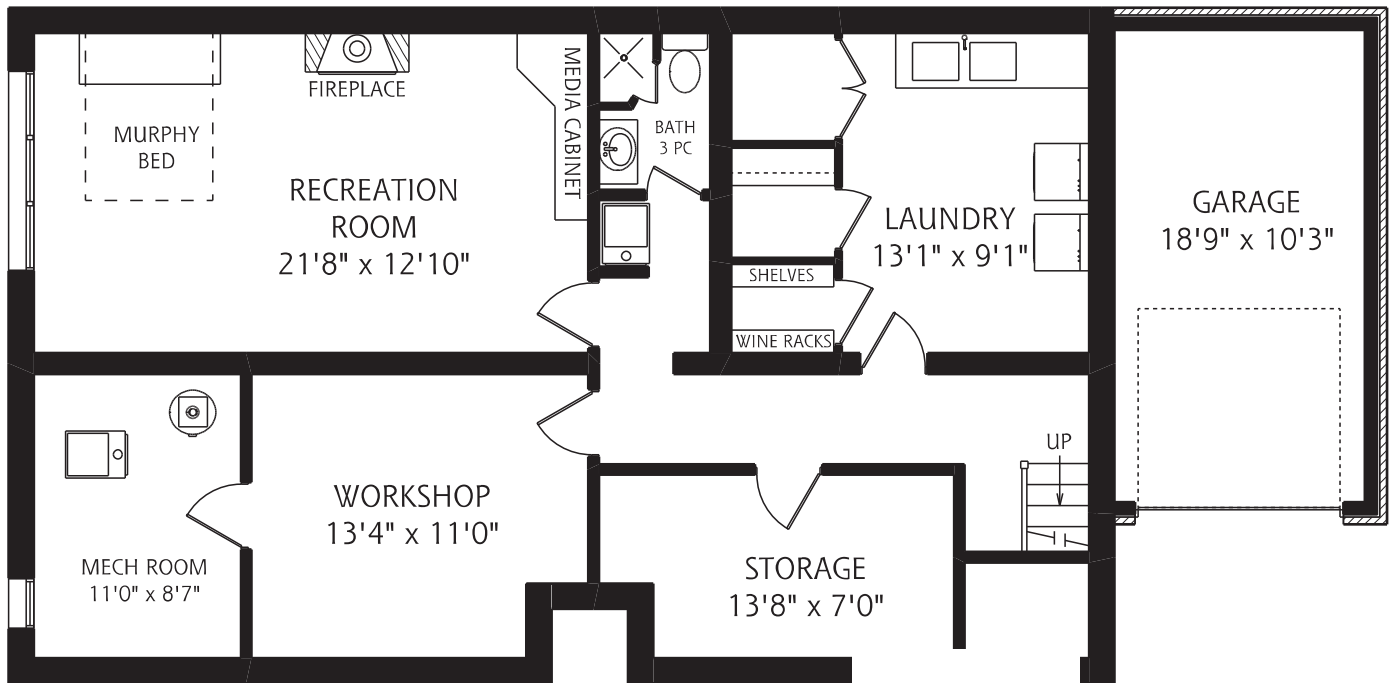 FIREPLACE
MURPHY
BED
MEDIA CABINET
BATH
3 PC
RECREATION
ROOM
21'8" x 12'10"
LAUNDRY
13'1" x 9'1"
SHELVES
WINE RACKS
GARAGE
18'9" x 10'3"
UP
WORKSHOP
13'4" x 11'0"
MECH ROOM
11'0" x 8'7"
STORAGE
13'8" x 7'0"